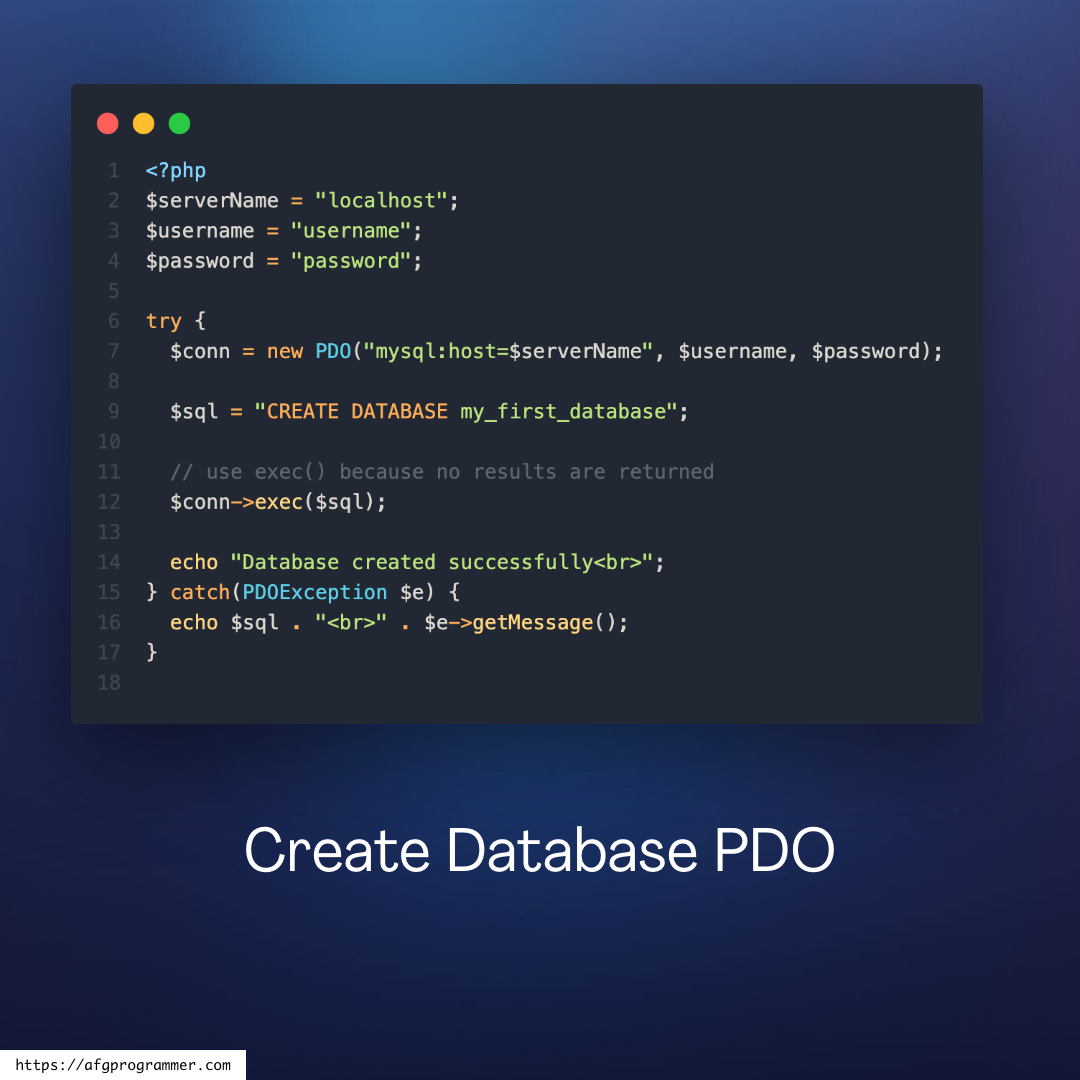 1 <?php
2 $serverName = "localhost";
3 $username = "username";
4 $password = "password";
5
6 try {
7   $conn = new PDO("mysql:host=$serverName", $username, $password);
8
9   $sql = "CREATE DATABASE my_first_database";
10
11   // use exec() because no results are returned
12   $conn->exec($sql);
13
14   echo "Database created successfully<br>";
15 } catch(PDOException $e) {
16   echo $sql . "<br>" . $e->getMessage();
17 }
18
Create Database PDO
https://afgprogrammer.com